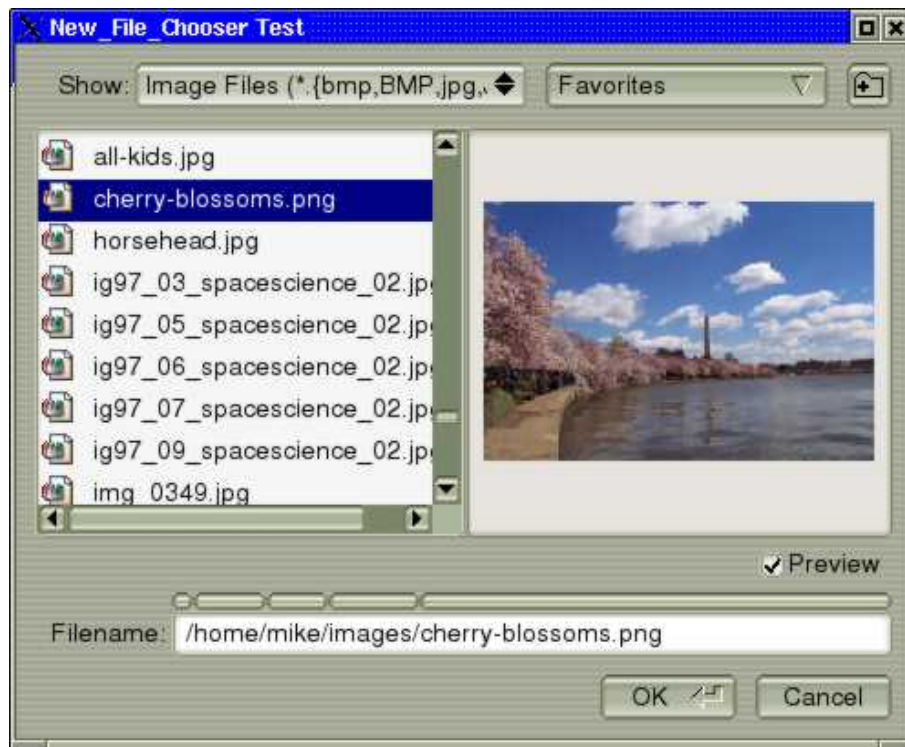 New_File_Chooser Test
Show: Image Files (*.{bmp,BMP,jpg, Favorites
all-kids.jpg
cherry-blossoms.png
horsehead.jpg
ig97_03_spacescience_02.jp
ig97_05_spacescience_02.jp
ig97_06_spacescience_02.jp
ig97_07_spacescience_02.jp
ig97_09_spacescience_02.jp
img_0349.jpg
Preview
Filename: /home/mike/images/cherry-blossoms.png
OK Cancel